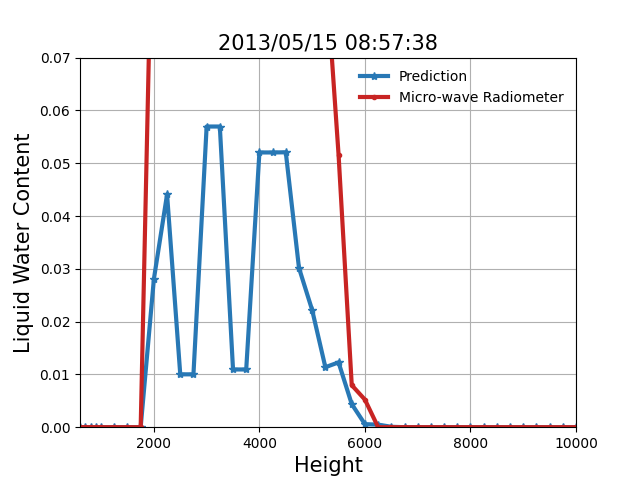 2013/05/15 08:57:38
Prediction
Micro-wave Radiometer
Liquid Water Content
0.07
0.06
0.05
0.04
0.03
0.02
0.01
0.00
2000 4000 6000 8000 10000
Height